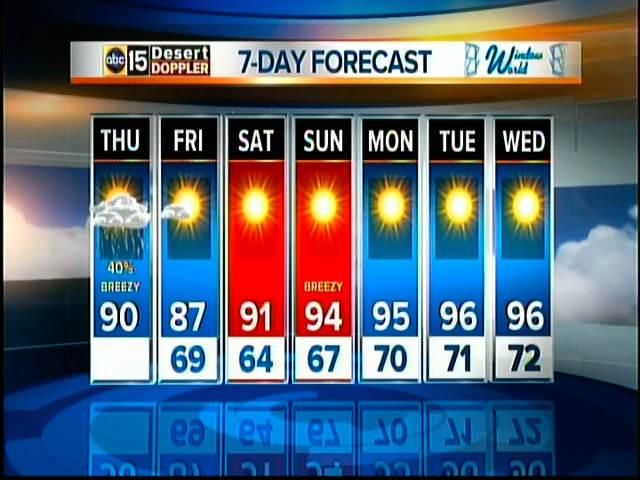 abc 15 Desert DOPPLER
7-DAY FORECAST
Windows World
THU FRI SAT SUN MON TUE WED
40%
BREEZY BREEZY
90 87 91 94 95 96 96
69 64 67 70 71 72